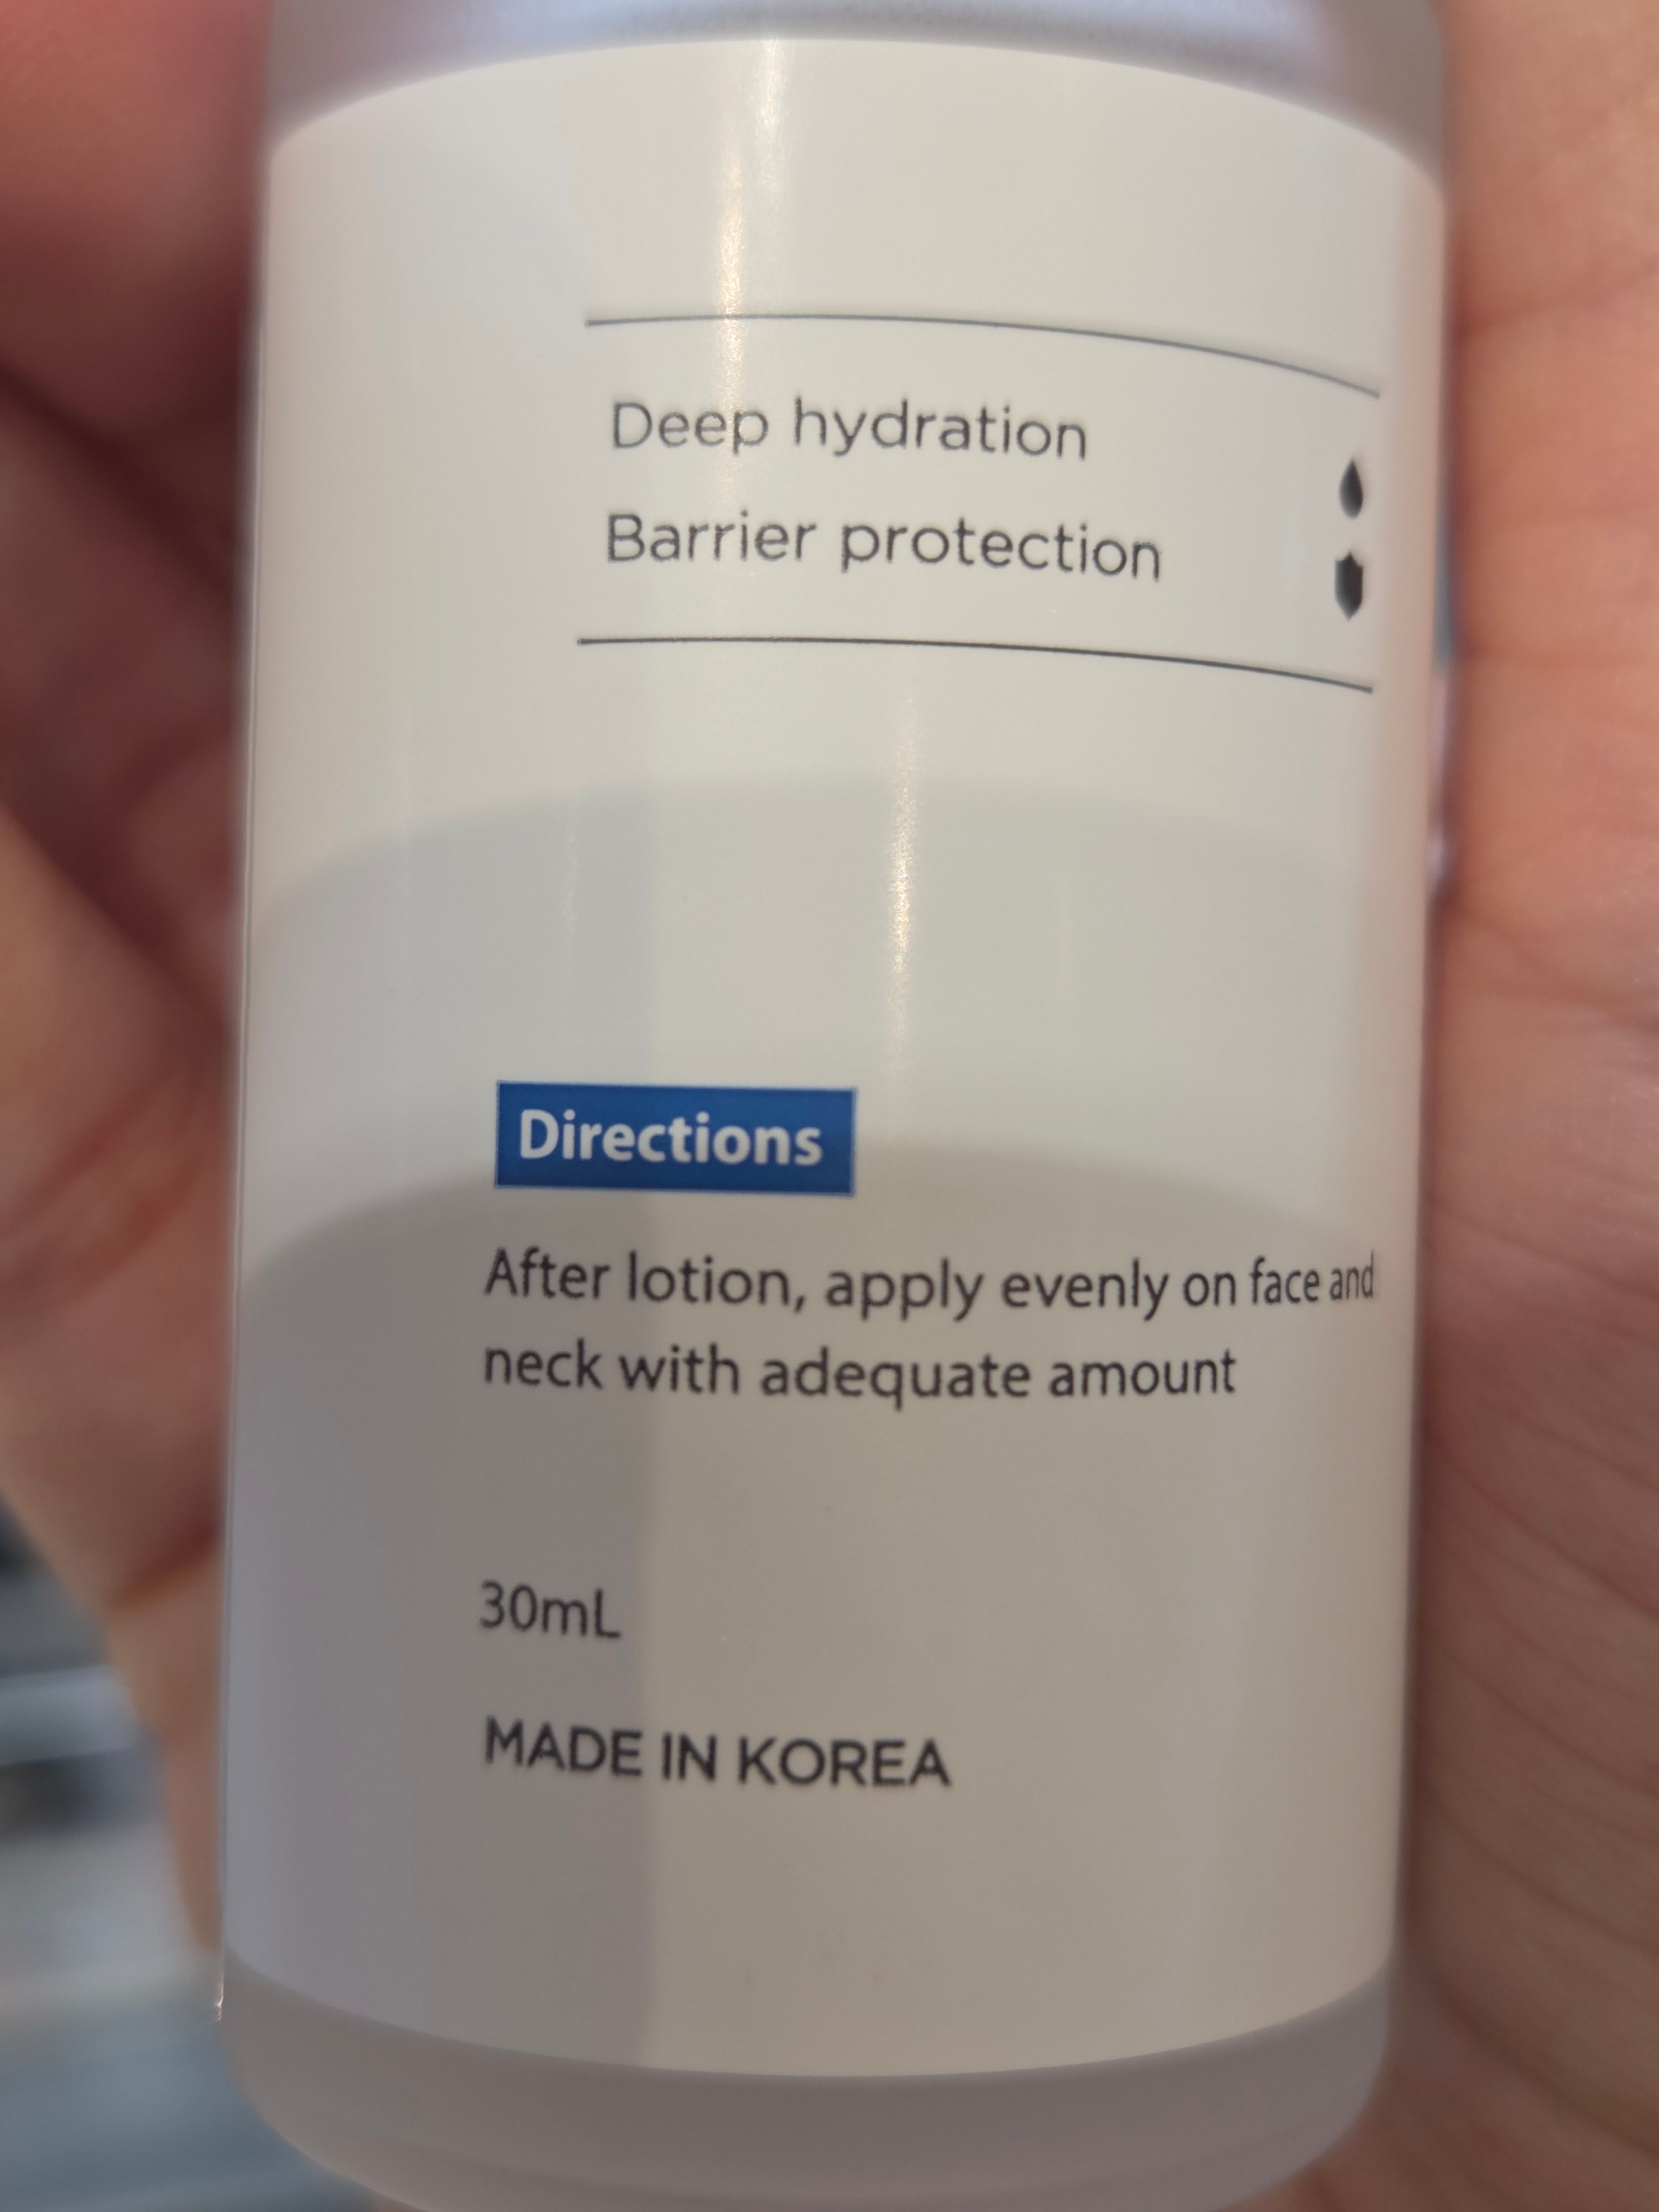 Deep hydration
Barrier protection
Directions
After lotion, apply evenly on face and
neck with adequate amount
30mL
MADE IN KOREA